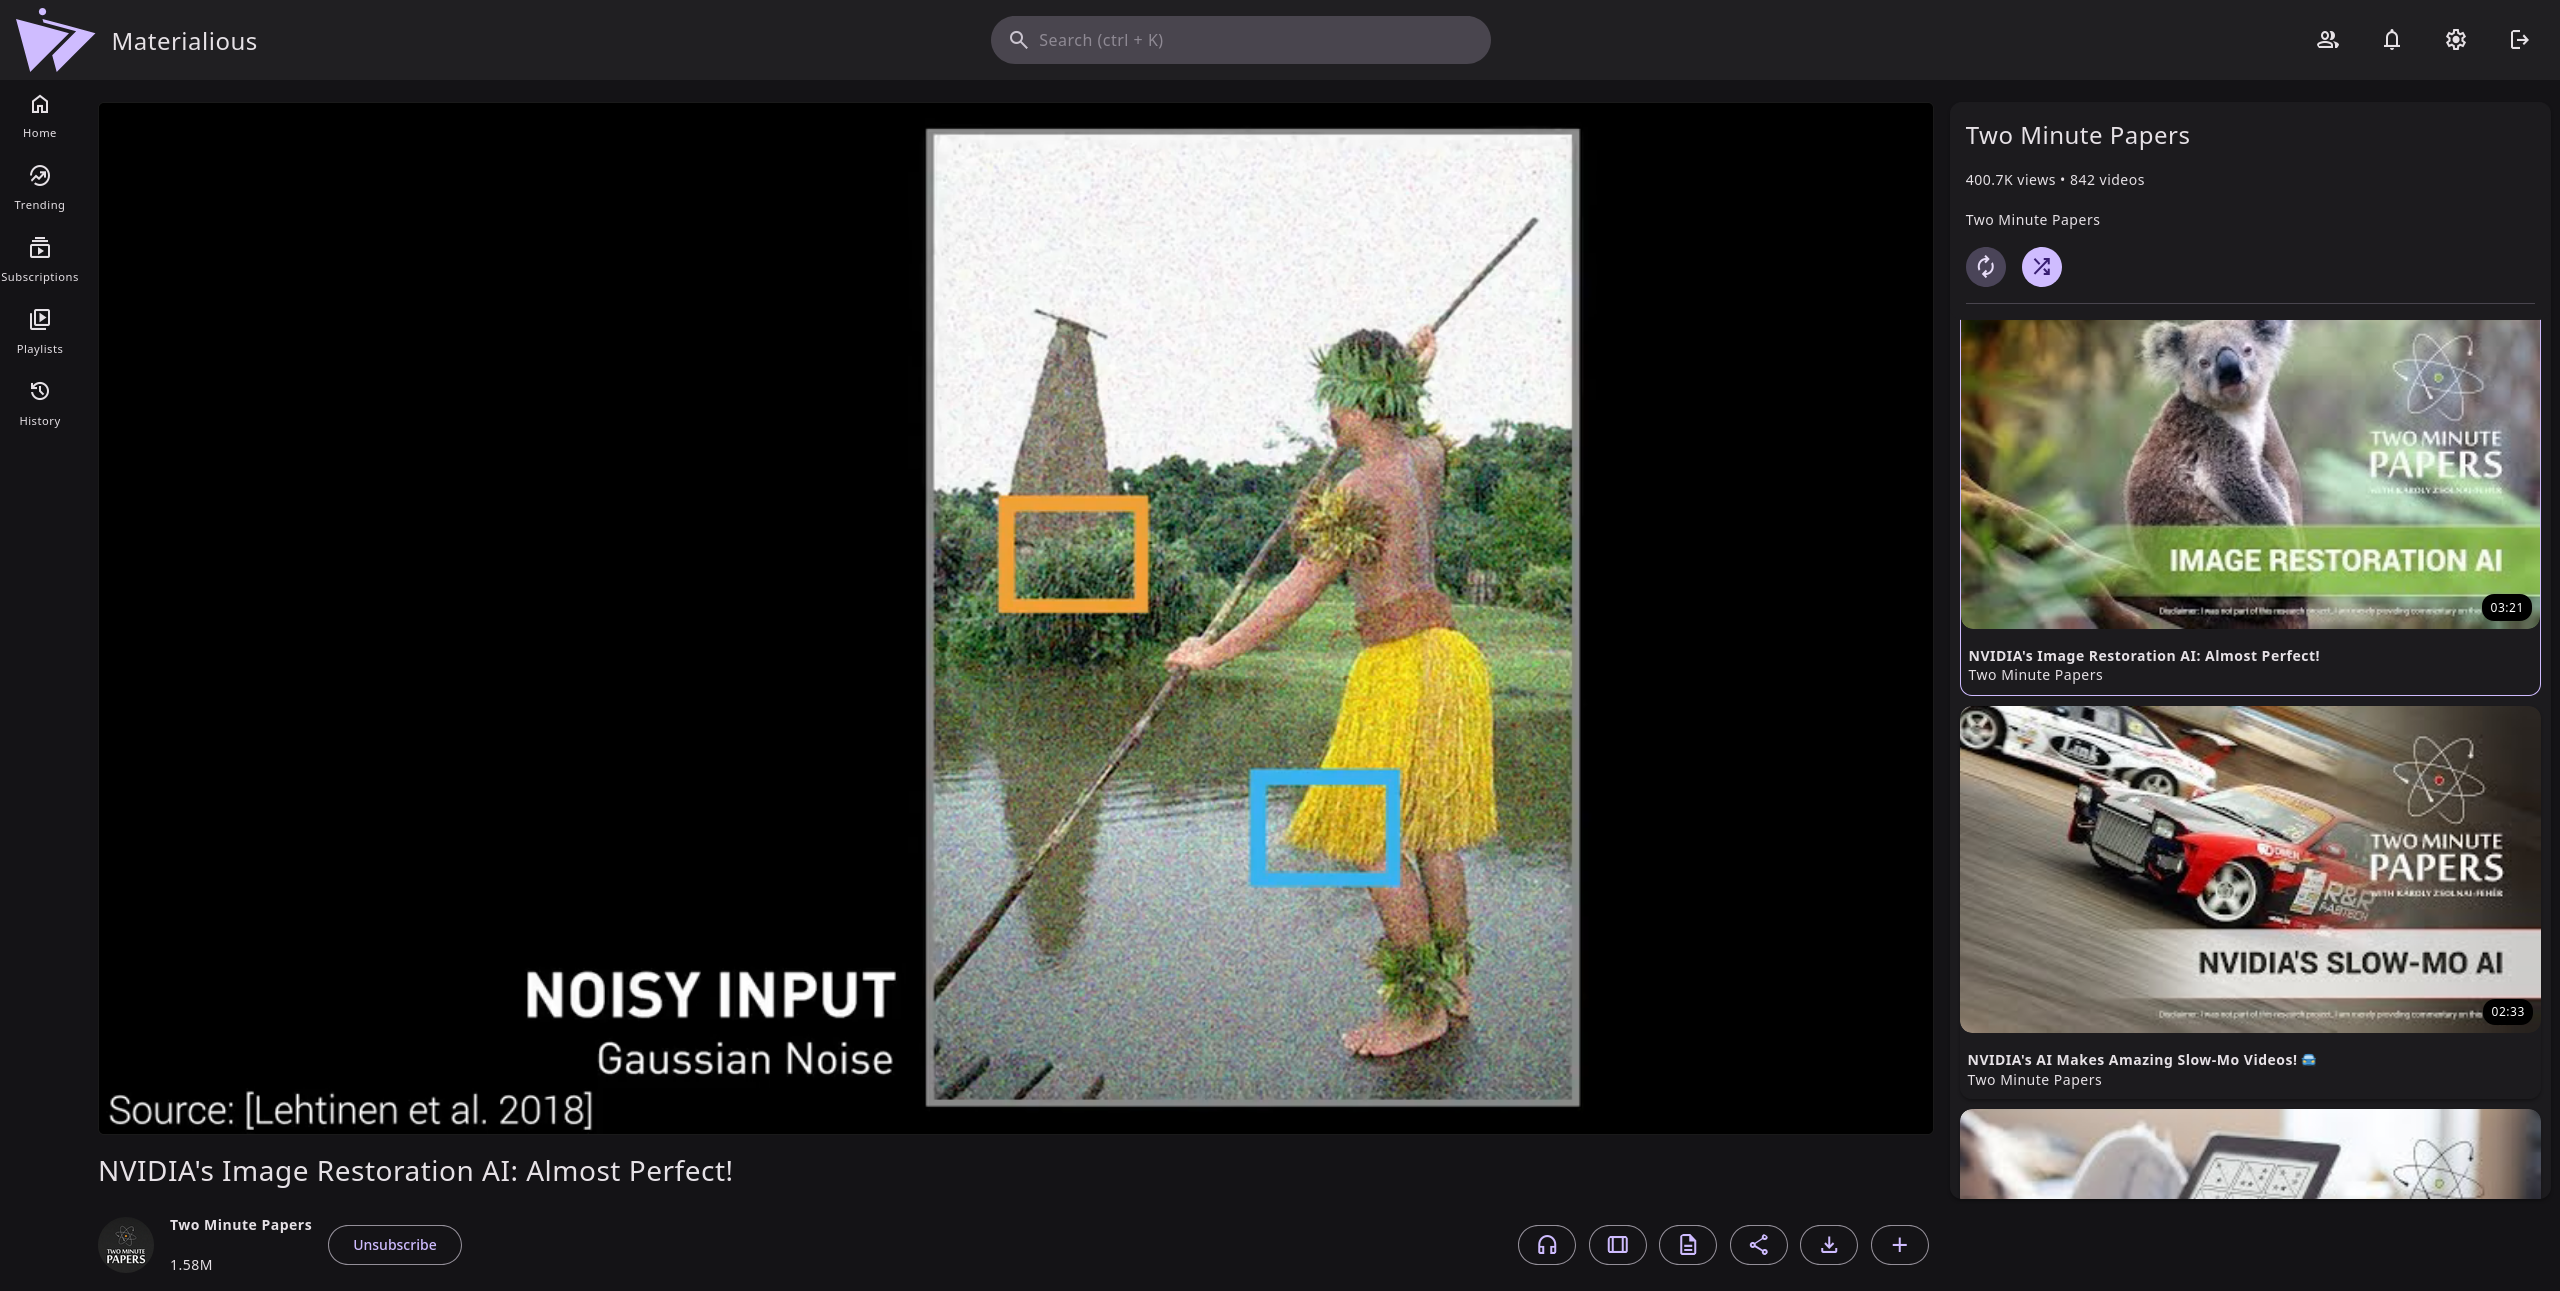 Materialious
Search (ctrl + K)
Home
Trending
Subscriptions
Playlists
History
NOISY INPUT
Gaussian Noise
Source: [Lehtinen et al. 2018]
NVIDIA's Image Restoration AI: Almost Perfect!
Two Minute Papers
1.58M
Unsubscribe
TWO MINUTE
PAPERS
Two Minute Papers
400.7K views • 842 videos
Two Minute Papers
TWO MINUTE
PAPERS
WITH KÁROLY ZSOLNAI-FEHÉR
IMAGE RESTORATION AI
Disclaimer: I was not part of this research project, I am merely providing commentary on the
03:21
NVIDIA's Image Restoration AI: Almost Perfect!
Two Minute Papers
Link
R&R
FABTECH
TWO MINUTE
PAPERS
WITH KÁROLY ZSOLNAI-FEHÉR
NVIDIA'S SLOW-MO AI
Disclaimer: I was not part of this research project, I am merely providing commentary on the
02:33
NVIDIA's AI Makes Amazing Slow-Mo Videos! 🚘
Two Minute Papers